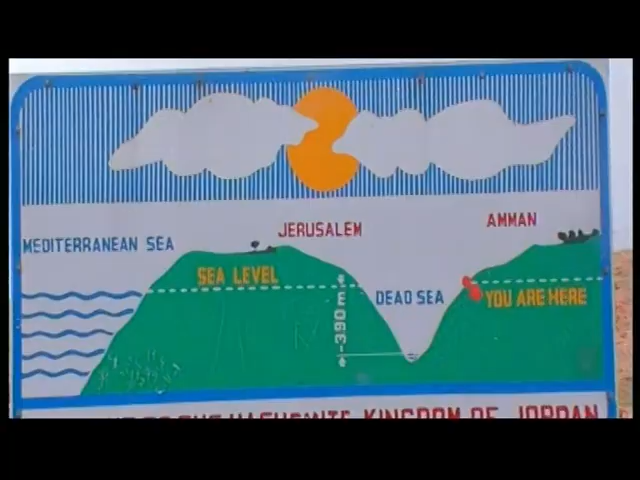 JERUSALEM
AMMAN
MEDITERRANEAN SEA
SEA LEVEL
DEAD SEA
YOU ARE HERE
-390 m
KINGDOM OF JORDAN